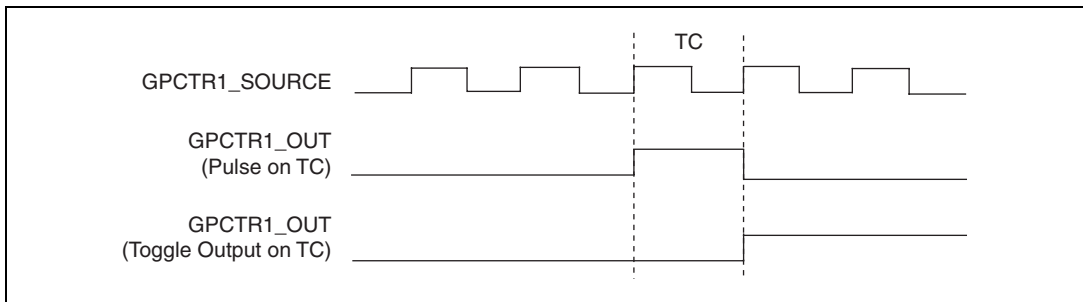 TC
GPCTR1_SOURCE
GPCTR1_OUT
(Pulse on TC)
GPCTR1_OUT
(Toggle Output on TC)